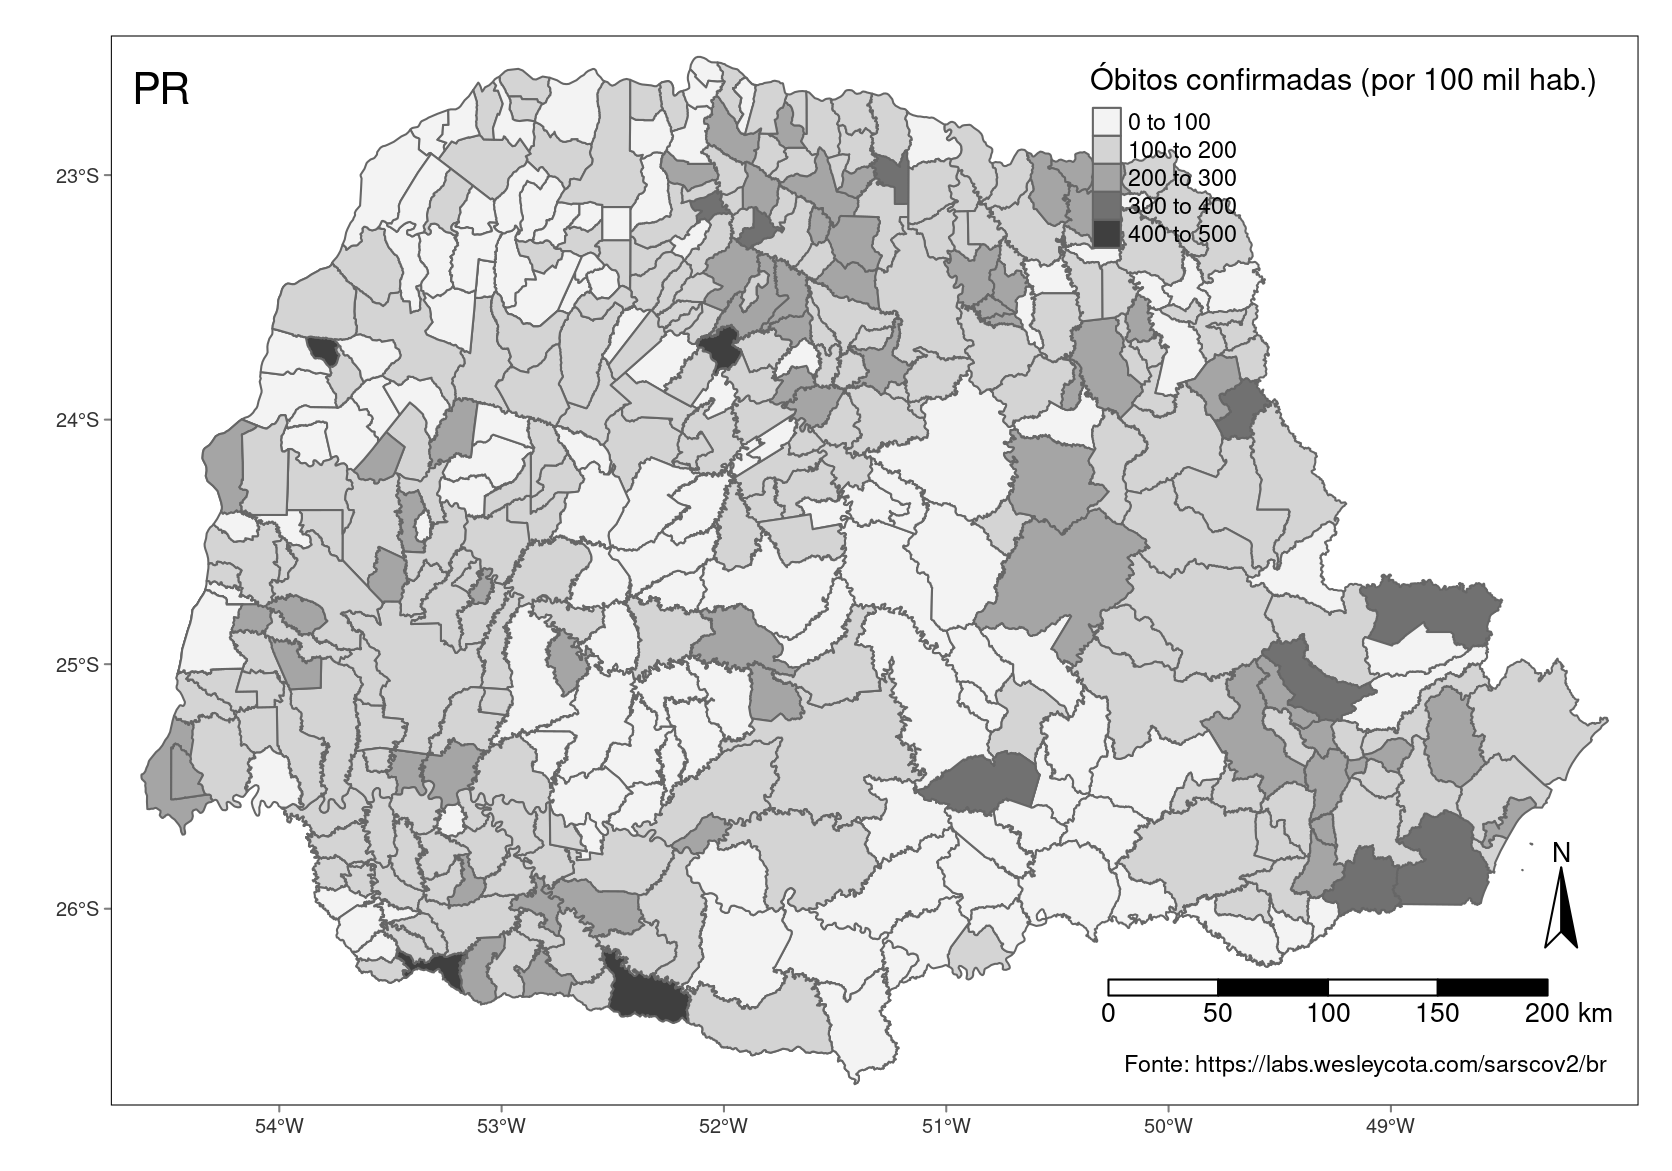 PR
Óbitos confirmadas (por 100 mil hab.)
0 to 100
100 to 200
200 to 300
300 to 400
400 to 500
23°S
24°S
25°S
26°S
N
0 50 100 150 200 km
Fonte: https://labs.wesleycota.com/sarscov2/br
54°W 53°W 52°W 51°W 50°W 49°W